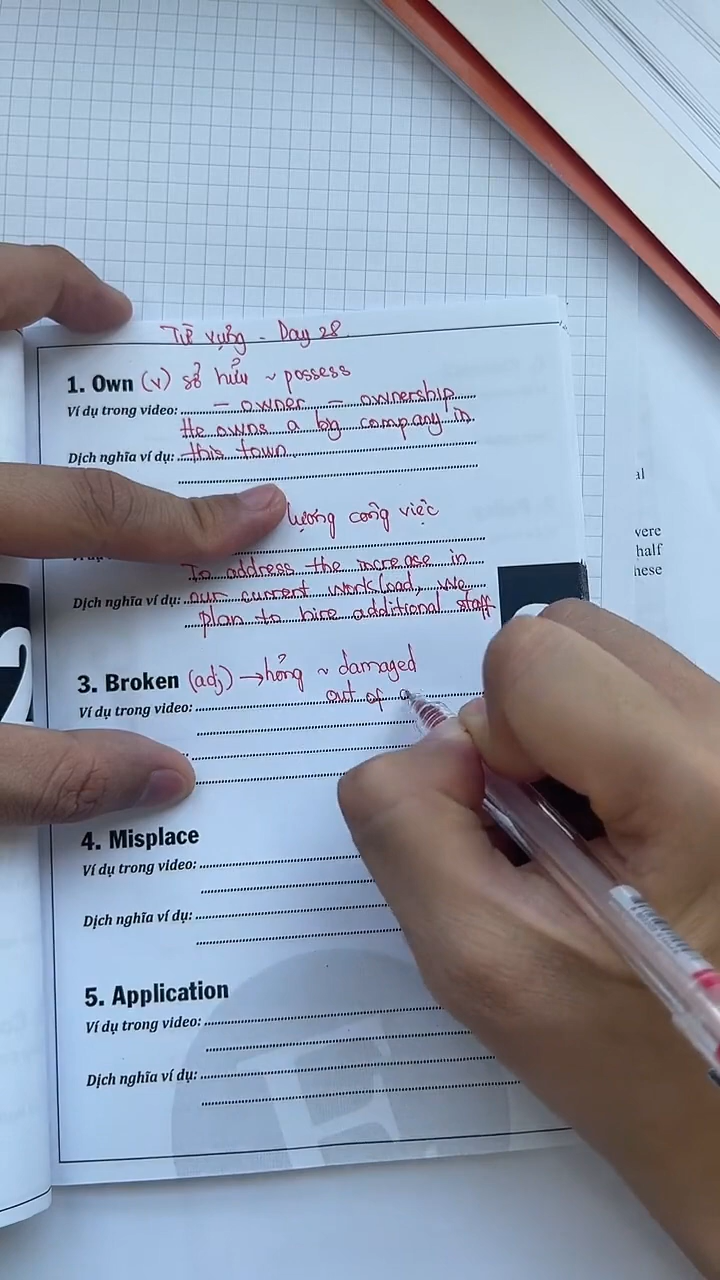 Từ vựng - Day 28
1. Own (v) sở hữu ~ possess
Ví dụ trong video: - owner - ownership
He owns a big company in
Dịch nghĩa ví dụ: this town
lượng công việc
To address the increase in
Dịch nghĩa ví dụ: our current workload, we
plan to hire additional staff
3. Broken (adj) → hỏng ~ damaged
Ví dụ trong video: out of o
4. Misplace
Ví dụ trong video:
Dịch nghĩa ví dụ:
5. Application
Ví dụ trong video:
Dịch nghĩa ví dụ:
were
half
hese